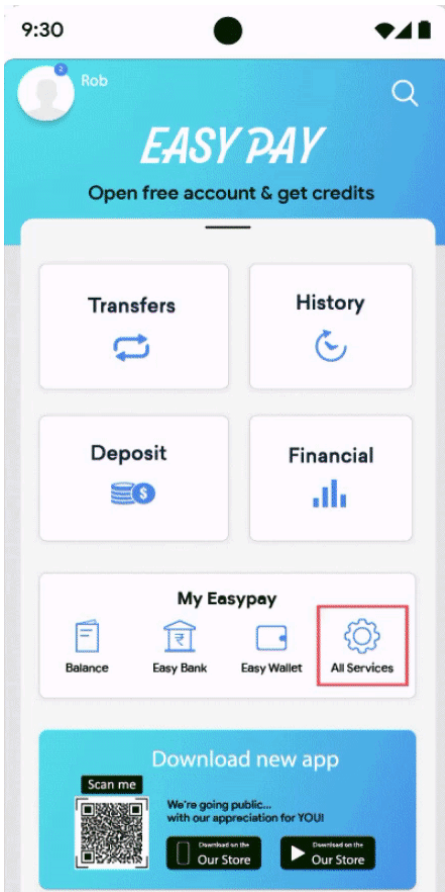 9:30
2
Rob
EASY PAY
Open free account & get credits
Transfers
History
Deposit
$
Financial
My Easypay
₹
Balance
Easy Bank
Easy Wallet
All Services
Download new app
Scan me
We're going public...
with our appreciation for YOU!
Download on the
Our Store
Download on the
Our Store